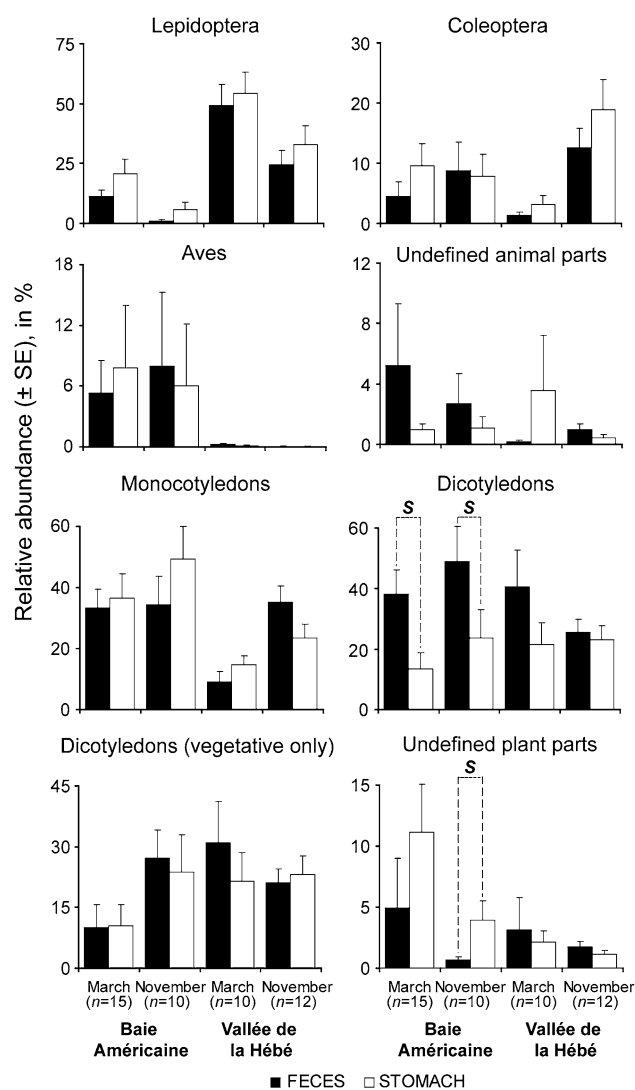 Relative abundance (± SE), in %
Lepidoptera
75
50
25
0
Coleoptera
30
20
10
0
Aves
18
12
6
0
Undefined animal parts
12
8
4
0
Monocotyledons
60
40
20
0
Dicotyledons
S
S
60
40
20
0
Dicotyledons (vegetative only)
45
30
15
0
Undefined plant parts
S
15
10
5
0
March November March November
(n=15) (n=10) (n=10) (n=12)
Baie Vallée de
Américaine la Hébé
March November March November
(n=15) (n=10) (n=10) (n=12)
Baie Vallée de
Américaine la Hébé
FECES STOMACH